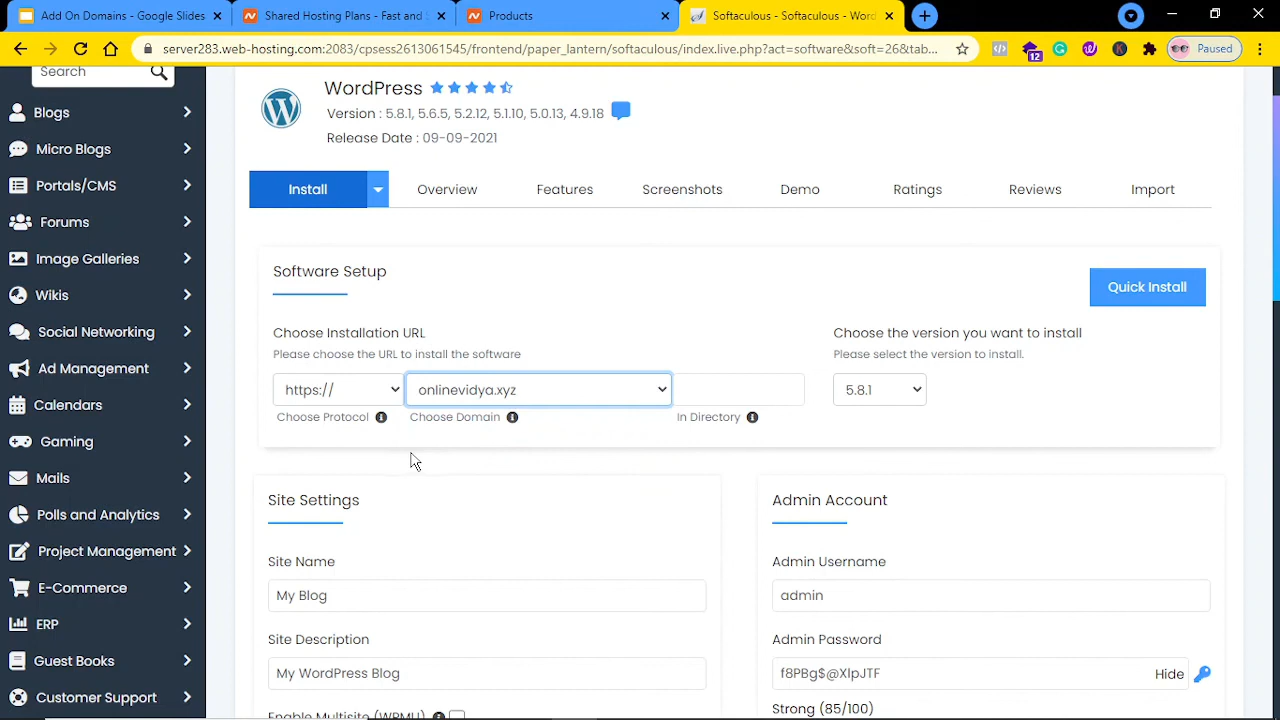 Add On Domains - Google Slides
Shared Hosting Plans - Fast and S
Products
Softaculous - Softaculous - Word
server283.web-hosting.com:2083/cpsess2613061545/frontend/paper_lantern/softaculous/index.live.php?act=software&soft=26&tab...
12
Paused
Search
Blogs
Micro Blogs
Portals/CMS
Forums
Image Galleries
Wikis
Social Networking
Ad Management
Calendars
Gaming
Mails
Polls and Analytics
Project Management
E-Commerce
ERP
Guest Books
Customer Support
WordPress
Version : 5.8.1, 5.6.5, 5.2.12, 5.1.10, 5.0.13, 4.9.18
Release Date : 09-09-2021
Install Overview Features Screenshots Demo Ratings Reviews Import
Software Setup
Quick Install
Choose Installation URL
Please choose the URL to install the software
https:// onlinevidya.xyz
Choose Protocol Choose Domain In Directory
Choose the version you want to install
Please select the version to install.
5.8.1
Site Settings
Site Name
My Blog
Site Description
My WordPress Blog
Enable Multisite (WPMU)
Admin Account
Admin Username
admin
Admin Password
f8PBg$@XlpJTF Hide
Strong (85/100)